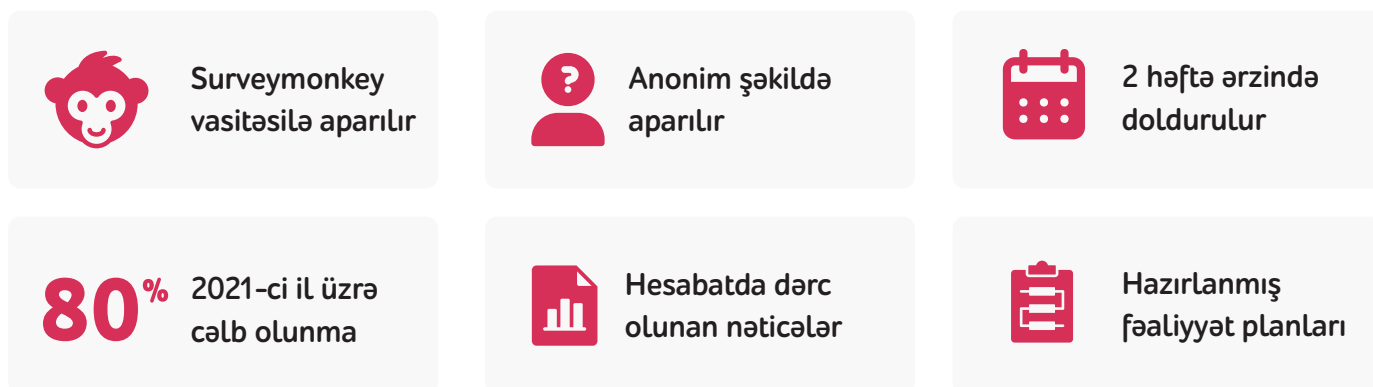 Surveymonkey
vasitəsilə aparılır
?
Anonim şəkildə
aparılır
2 həftə ərzində
doldurulur
80%
2021-ci il üzrə
cəlb olunma
Hesabatda dərc
olunan nəticələr
Hazırlanmış
fəaliyyət planları